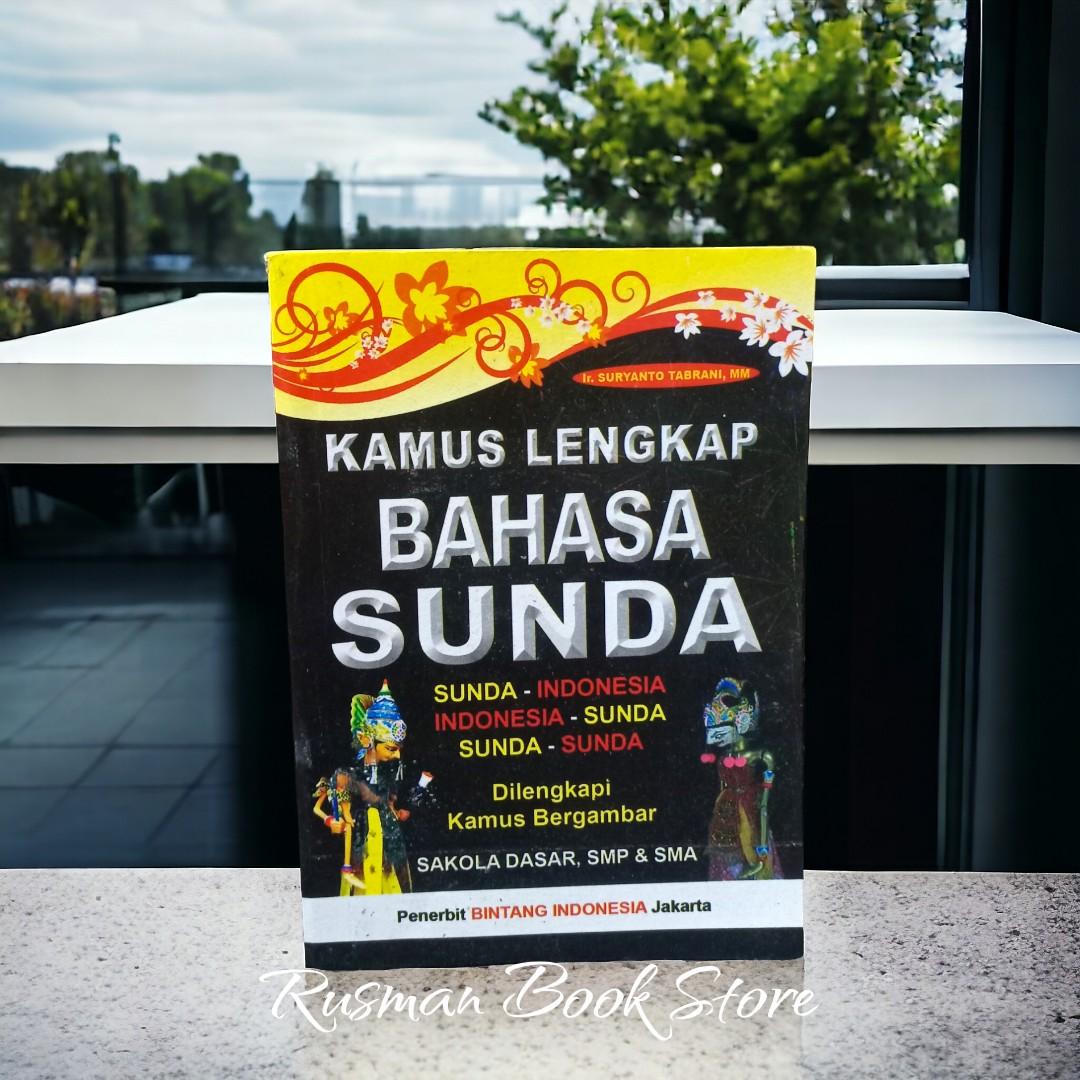 Ir. SURYANTO TABRANI, MM
KAMUS LENGKAP
BAHASA
SUNDA
SUNDA - INDONESIA
INDONESIA - SUNDA
SUNDA - SUNDA
Dilengkapi
Kamus Bergambar
SAKOLA DASAR, SMP & SMA
Penerbit BINTANG INDONESIA Jakarta
Rusman Book Store